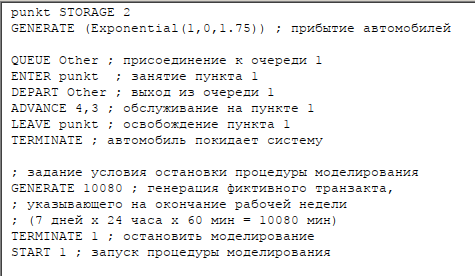 punkt STORAGE 2
GENERATE (Exponential(1,0,1.75)) ; прибытие автомобилей
QUEUE Other ; присоединение к очереди 1
ENTER punkt ; занятие пункта 1
DEPART Other ; выход из очереди 1
ADVANCE 4,3 ; обслуживание на пункте 1
LEAVE punkt ; освобождение пункта 1
TERMINATE ; автомобиль покидает систему
; задание условия остановки процедуры моделирования
GENERATE 10080 ; генерация фиктивного транзакта,
; указывающего на окончание рабочей недели
; (7 дней х 24 часа х 60 мин = 10080 мин)
TERMINATE 1 ; остановить моделирование
START 1 ; запуск процедуры моделирования